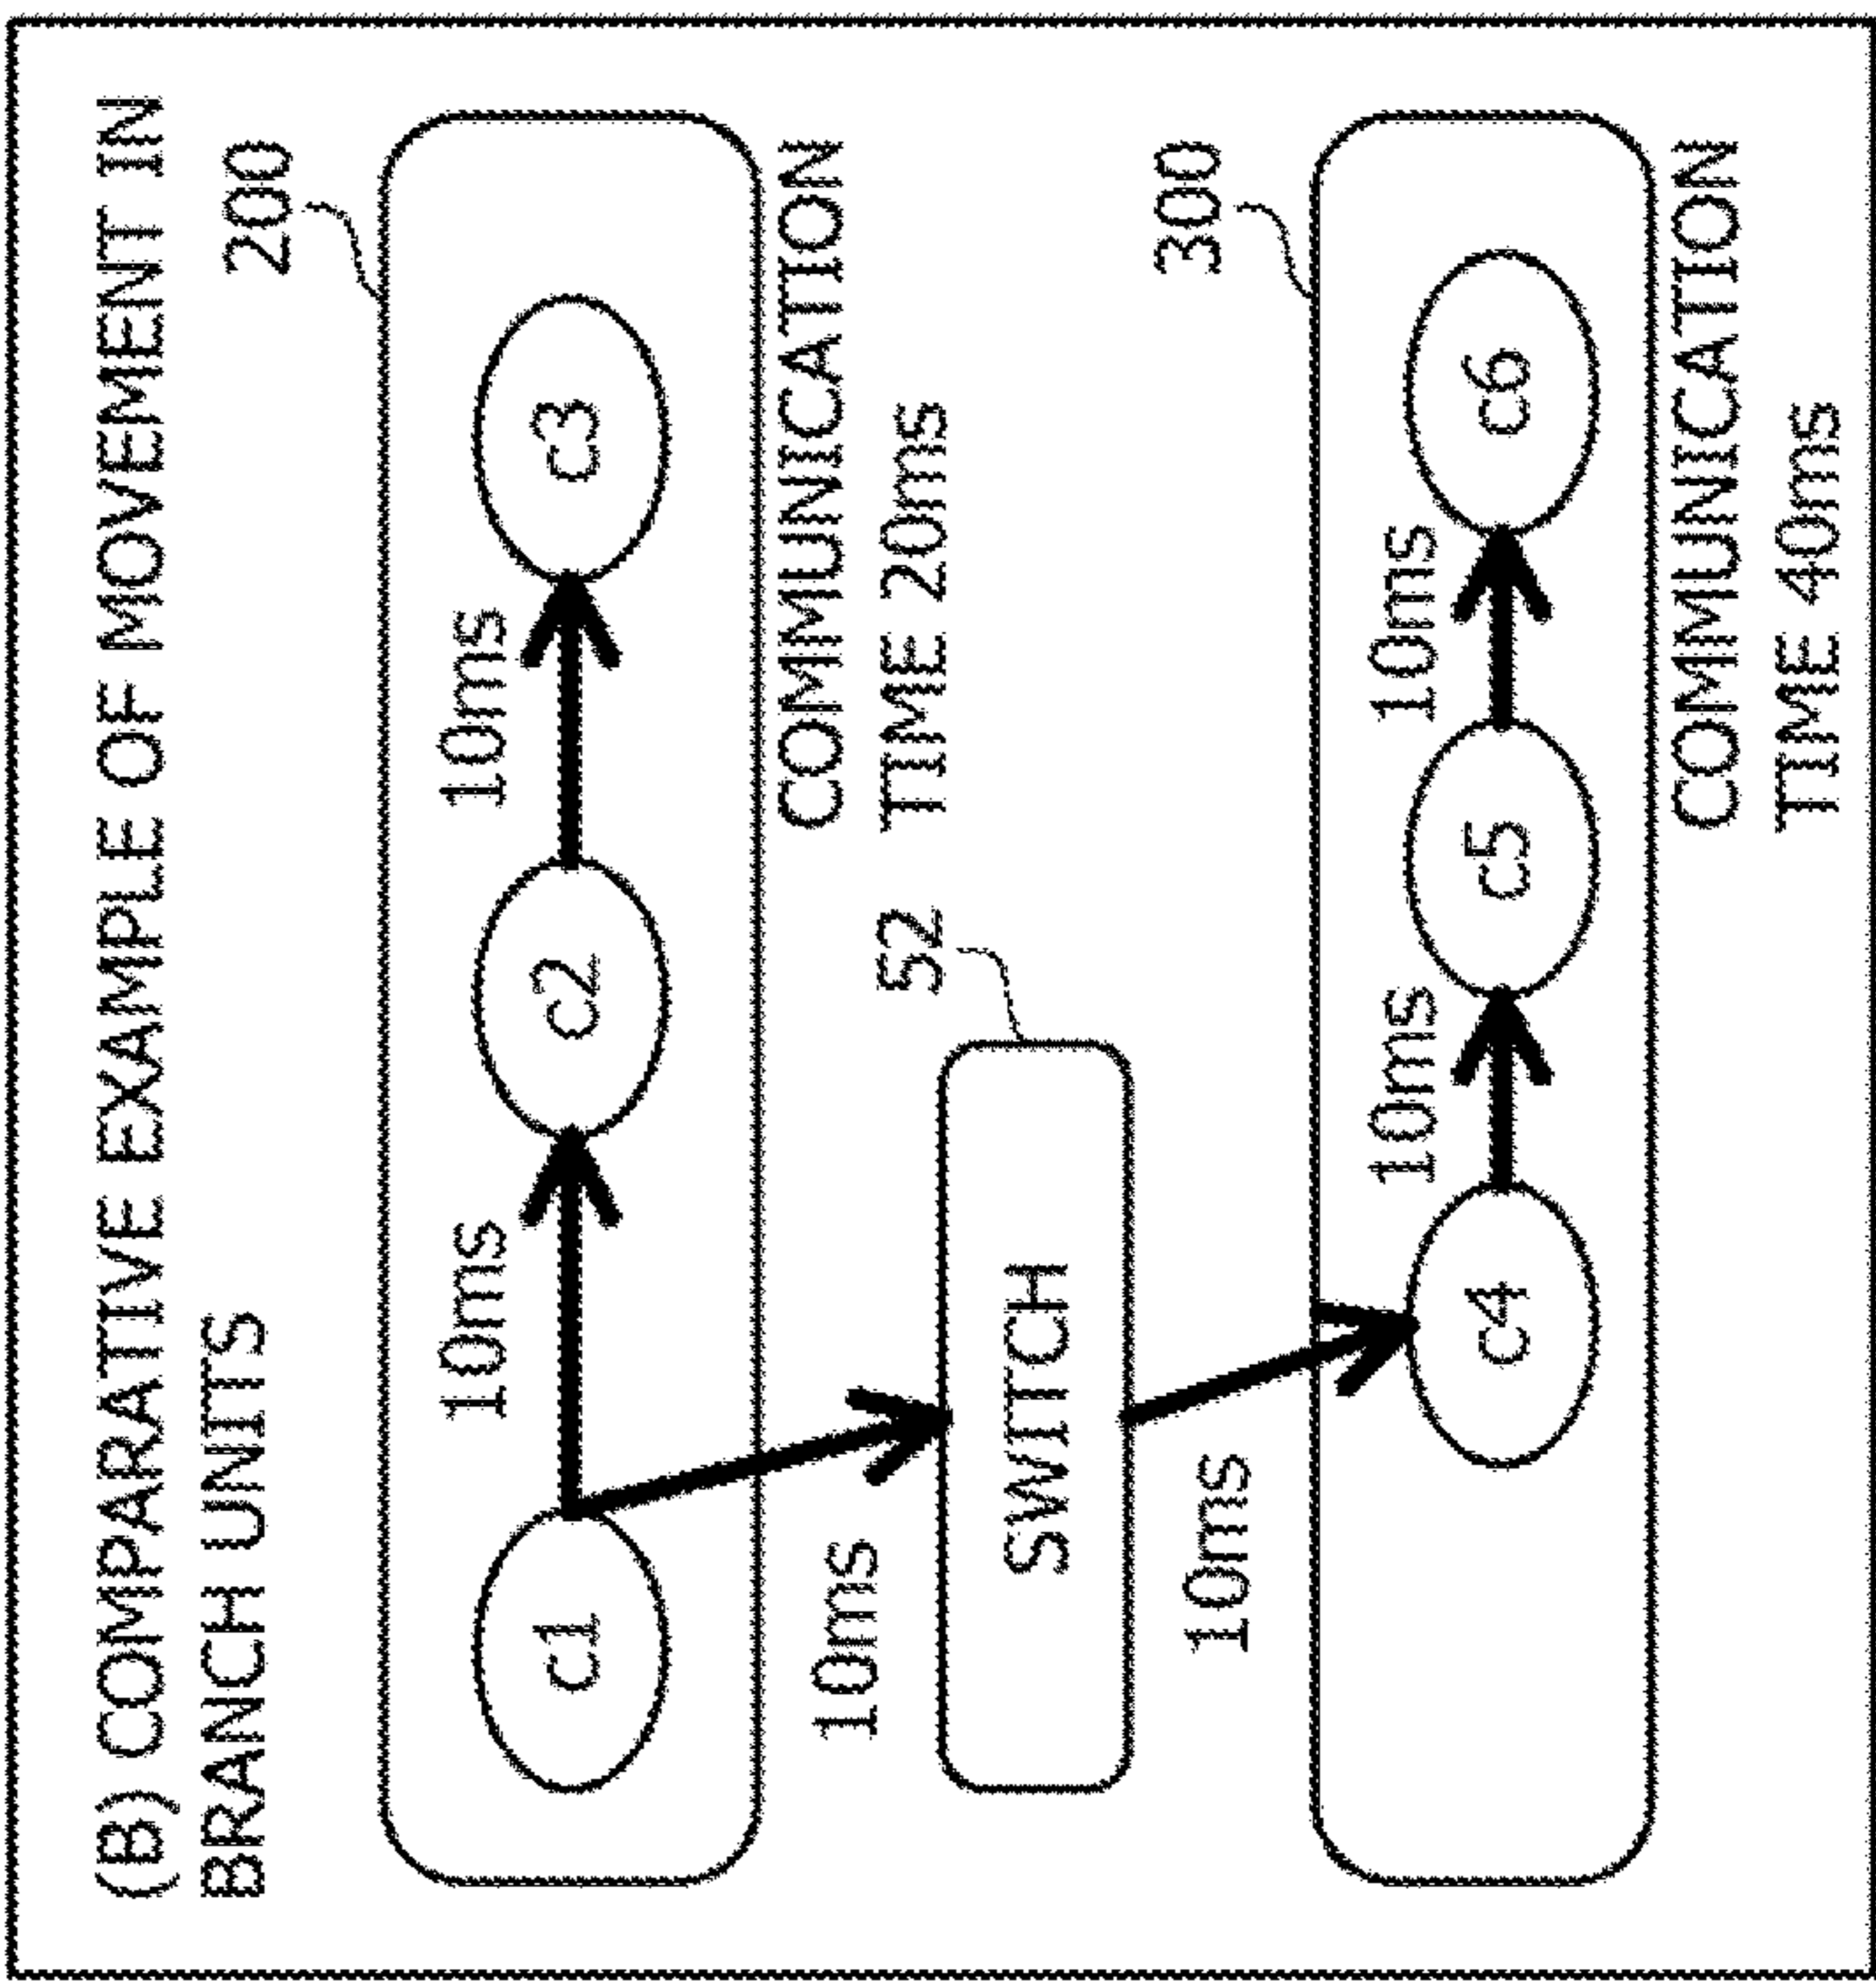 (B) COMPARATIVE EXAMPLE OF MOVEMENT IN
BRANCH UNITS
200
10ms
10ms
c1
c2
c3
COMMUNICATION
TIME 20ms
10ms
52
SWITCH
10ms
300
10ms
10ms
c4
c5
c6
COMMUNICATION
TIME 40ms